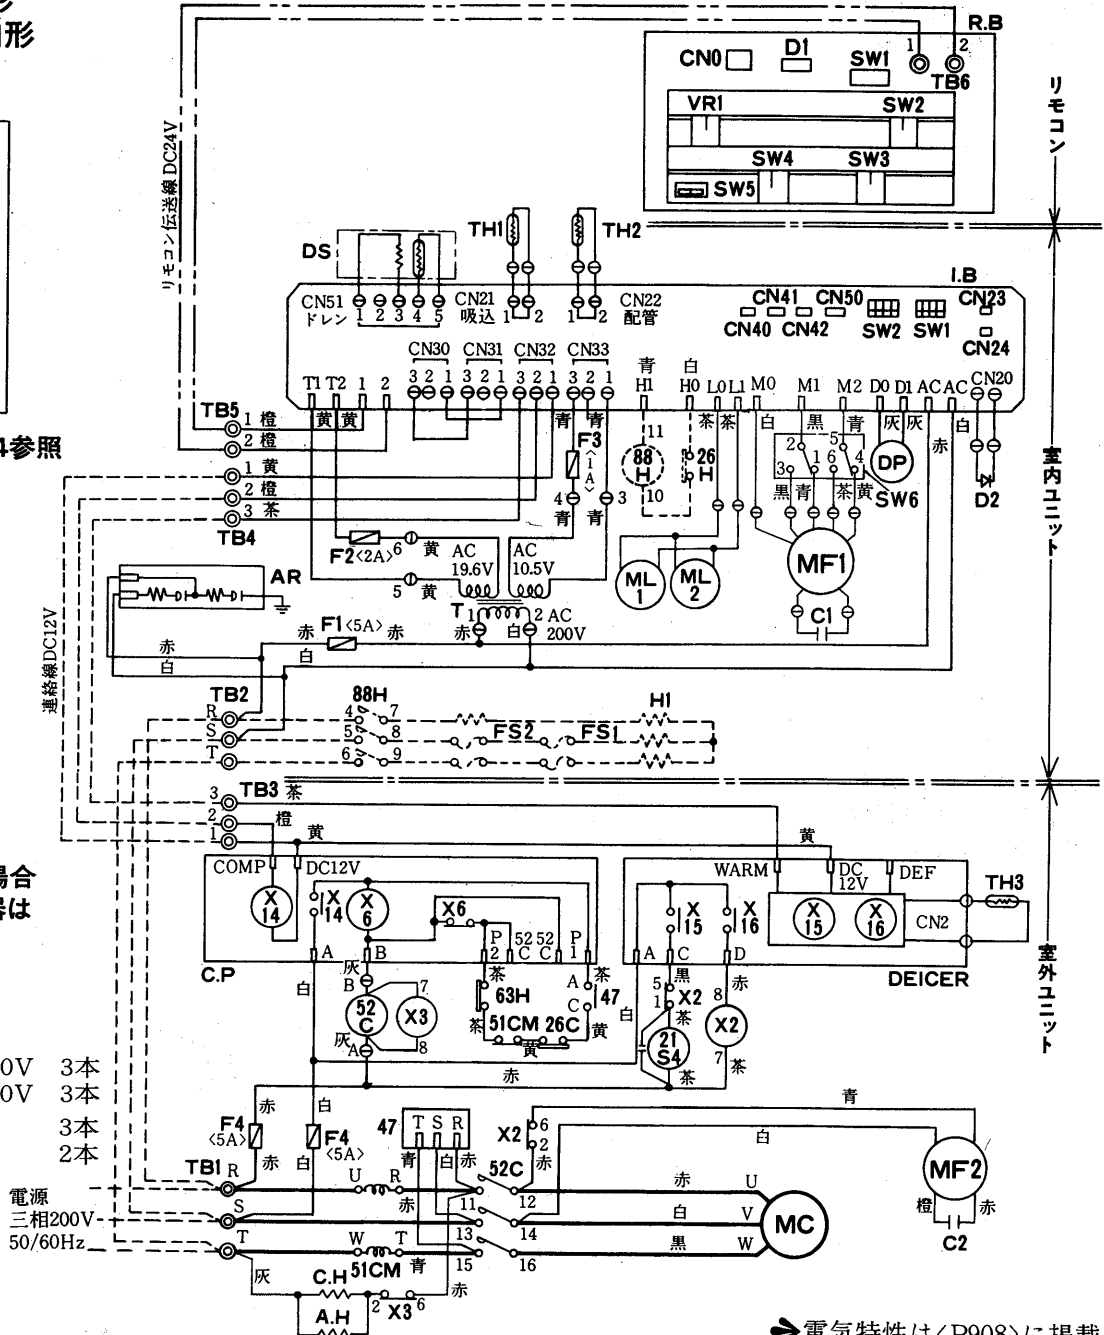 形
R.B
1
2
CN0
D1
SW1
TB6
VR1
SW2
SW4
SW3
SW5
リモコン
リモコン伝送線 DC24V
DS
TH1
TH2
I.B
CN51
ドレン
1 2 3 4 5
CN21
吸込 1 2
1 2 CN22
配管
CN40
CN41
CN42
CN50
SW2
SW1
CN23
CN24
CN30
CN31
CN32
CN33
3 2 1
3 2 1
3 2 1
3 2 1
青
H1
白
H0
L0 L1 M0 M1 M2 D0 D1 AC AC CN20
T1 T2 1 2
4参照
TB5
1 橙
2 橙
黄 黄
青 青
茶 茶
白
黒
青
灰 灰
赤
白
1 黄
2 橙
3 茶
TB4
F3
〈1A〉
4
3
青 青
11
88
H
10
26
H
2
5
3
1
6
4
黒 青 茶 黄
DP
SW6
D2
室内ユニット
F2〈2A〉
6 黄
5 黄
AC
19.6V
AC
10.5V
T
1
2
AC
200V
赤
白
ML
1
ML
2
MF1
C1
AR
赤
白
赤 F1〈5A〉 赤
白
連絡線DC12V
TB2
R
S
T
88H
4 7
5 8
6 9
FS2
FS1
H1
3
2
1
TB3
茶
橙
黄
黄
場合
COMP
DC12V
X
14
X
14
X
6
X6
P
2
52
C
52
C
P
1
A
B
C.P
WARM
DC
12V
DEF
X
15
X
16
X
15
X
16
CN2
TH3
A
C
D
DEICER
室外ユニット
灰
B
白
52
C
X3
7
8
灰
A
茶
63H
茶
51CM
26C
黄
茶
A
C
47
黄
白
黒
5
1
X2
茶
21
S4
茶
赤
8
X2
7
茶
赤
0V 3本
0V 3本
3本
2本
赤
白
F4
〈5A〉
F4
〈5A〉
赤
白
47
T S R
青 白 赤
X2
6
2
赤
青
白
MF2
橙
赤
C2
TB1
R
S
T
電源
三相200V
50/60Hz
U
R
W
T
51CM
赤
青
52C
11
12
13
14
15
16
赤 U
白 V
黒 W
MC
灰
C.H
A.H
2
X3
6
赤
➔電気特性は〈P908〉に掲載